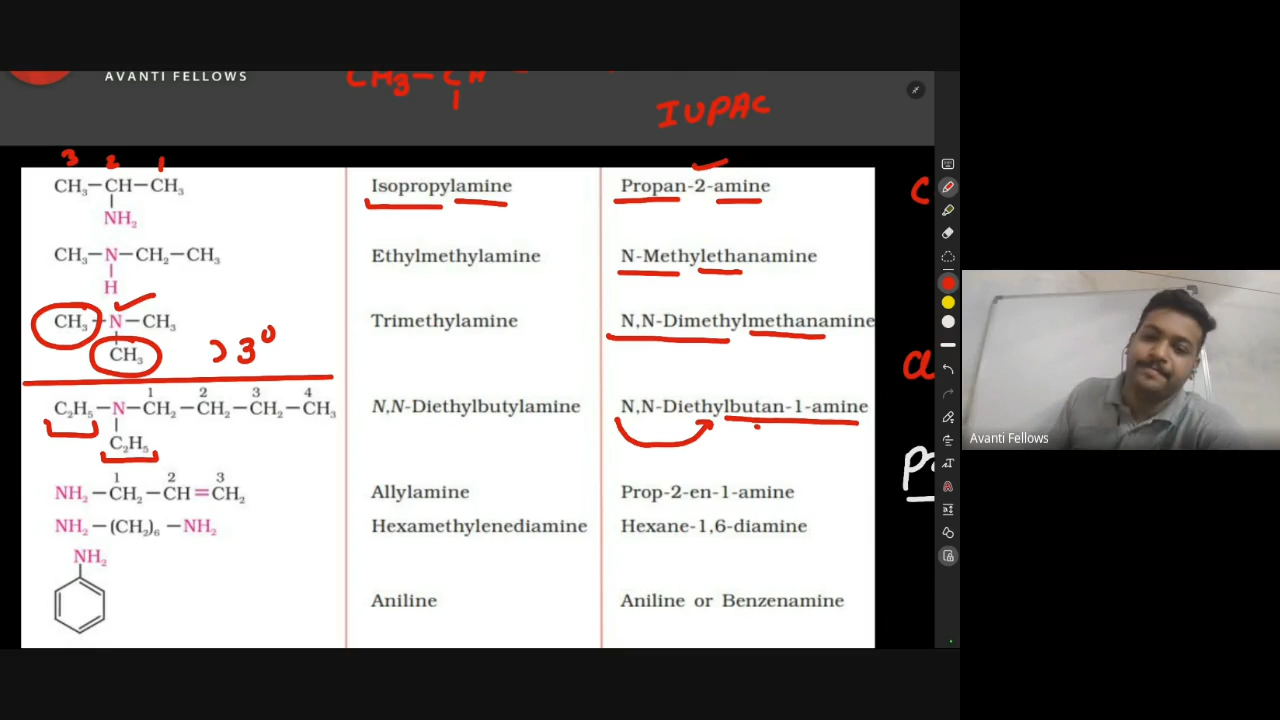 AVANTI FELLOWS
CH3—CH
IUPAC
3 2 1
CH₃—CH—CH₃ Isopropylamine Propan-2-amine
NH₂
CH₃—N—CH₂—CH₃ Ethylmethylamine N-Methylethanamine
H
CH₃—N—CH₃ Trimethylamine N,N-Dimethylmethanamine
CH₃ 3°
1 2 3 4
C₂H₅—N—CH₂—CH₂—CH₂—CH₃ N,N-Diethylbutylamine N,N-Diethylbutan-1-amine
C₂H₅
1 2 3
NH₂—CH₂—CH=CH₂ Allylamine Prop-2-en-1-amine
NH₂—(CH₂)₆—NH₂ Hexamethylenediamine Hexane-1,6-diamine
NH₂
Aniline Aniline or Benzenamine
Avanti Fellows